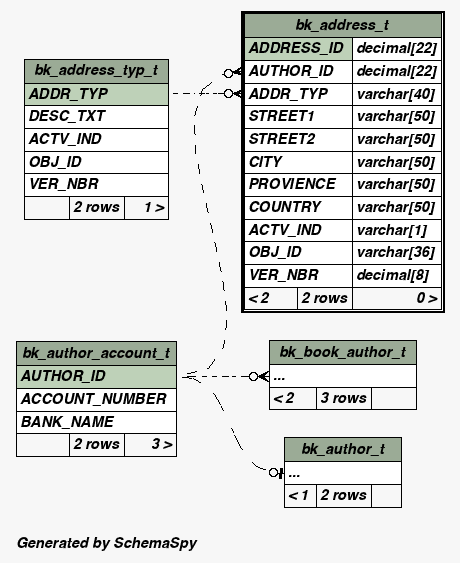 bk_address_t
ADDRESS_ID decimal[22]
AUTHOR_ID decimal[22]
ADDR_TYP varchar[40]
STREET1 varchar[50]
STREET2 varchar[50]
CITY varchar[50]
PROVIENCE varchar[50]
COUNTRY varchar[50]
ACTV_IND varchar[1]
OBJ_ID varchar[36]
VER_NBR decimal[8]
< 2 2 rows 0 >
bk_address_typ_t
ADDR_TYP
DESC_TXT
ACTV_IND
OBJ_ID
VER_NBR
2 rows 1 >
bk_author_account_t
AUTHOR_ID
ACCOUNT_NUMBER
BANK_NAME
2 rows 3 >
bk_book_author_t
...
< 2 3 rows
bk_author_t
...
< 1 2 rows
Generated by SchemaSpy